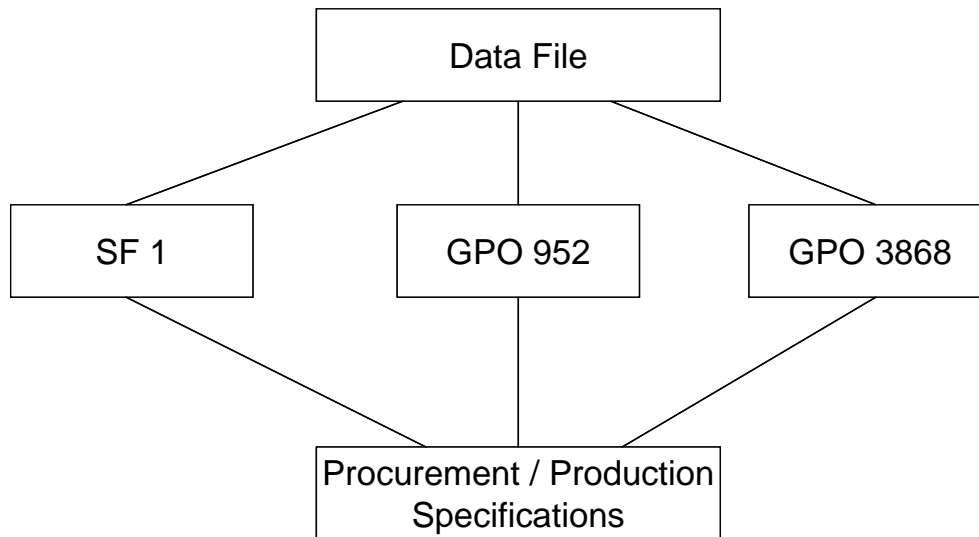 Data File
SF 1
GPO 952
GPO 3868
Procurement / Production
Specifications